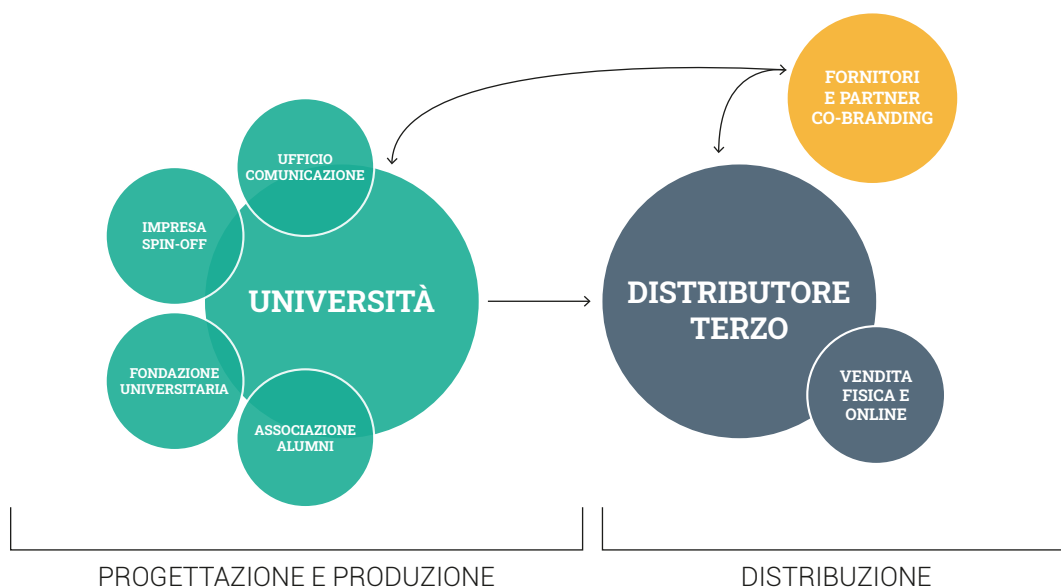 FORNITORI
E PARTNER
CO-BRANDING
UFFICIO
COMUNICAZIONE
IMPRESA
SPIN-OFF
UNIVERSITÀ
DISTRIBUTORE
TERZO
FONDAZIONE
UNIVERSITARIA
ASSOCIAZIONE
ALUMNI
VENDITA
FISICA E
ONLINE
PROGETTAZIONE E PRODUZIONE
DISTRIBUZIONE